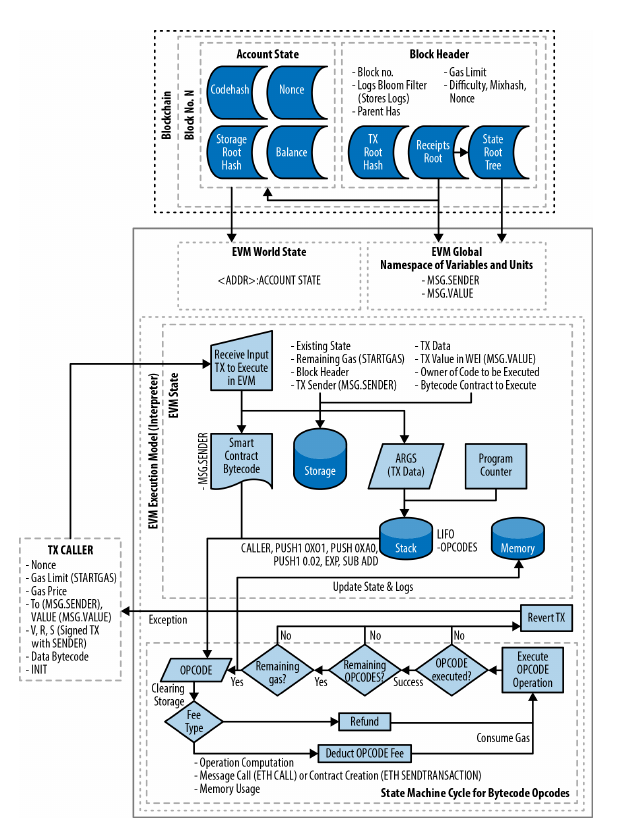 Blockchain
Block No. N
Account State
Codehash
Nonce
Storage
Root
Hash
Balance
Block Header
- Block no.
- Logs Bloom Filter
(Stores Logs)
- Parent Has
- Gas Limit
- Difficulty, Mixhash,
Nonce
TX
Root
Hash
Receipts
Root
State
Root
Tree
EVM World State
<ADDR>:ACCOUNT STATE
EVM Global
Namespace of Variables and Units
- MSG.SENDER
- MSG.VALUE
EVM Execution Model (Interpreter)
EVM State
Receive Input
TX to Execute
in EVM
- Existing State
- Remaining Gas (STARTGAS)
- Block Header
- TX Sender (MSG.SENDER)
- TX Data
- TX Value in WEI (MSG.VALUE)
- Owner of Code to be Executed
- Bytecode Contract to Execute
- MSG.SENDER
Smart
Contract
Bytecode
Storage
ARGS
(TX Data)
Program
Counter
Stack
LIFO
-OPCODES
Memory
CALLER, PUSH1 0X01, PUSH 0XA0,
PUSH1 0.02, EXP, SUB ADD
Update State & Logs
TX CALLER
- Nonce
- Gas Limit (STARTGAS)
- Gas Price
- To (MSG.SENDER),
VALUE (MSG.VALUE)
- V, R, S (Signed TX
with SENDER)
- Data Bytecode
- INIT
Exception
Revert TX
No
No
No
OPCODE
Yes
Remaining
gas?
Yes
Remaining
OPCODES?
Success
OPCODE
executed?
Execute
OPCODE
Operation
Clearing
Storage
Fee
Type
Refund
Consume Gas
Deduct OPCODE Fee
- Operation Computation
- Message Call (ETH CALL) or Contract Creation (ETH SENDTRANSACTION)
- Memory Usage
State Machine Cycle for Bytecode Opcodes